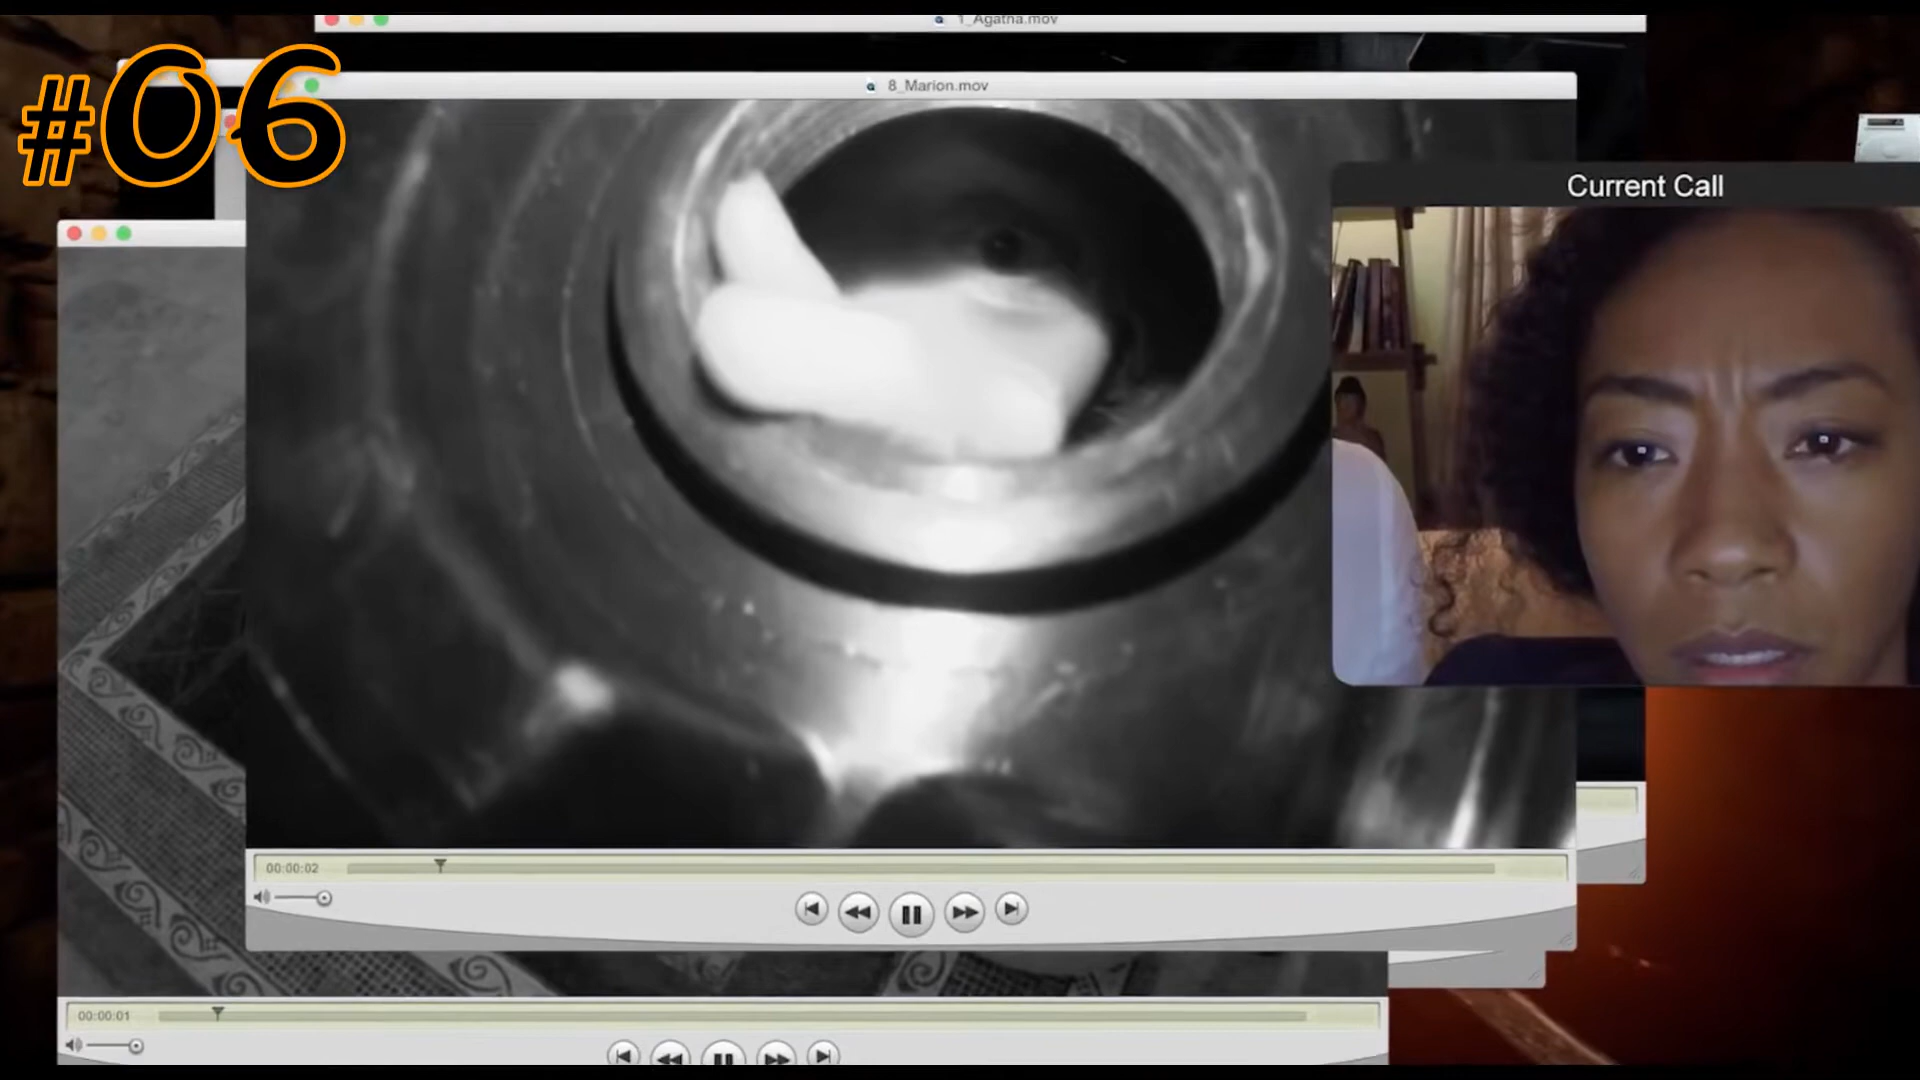 1_Agatha.mov
#06
8_Marion.mov
Current Call
00:00:02
00:00:01